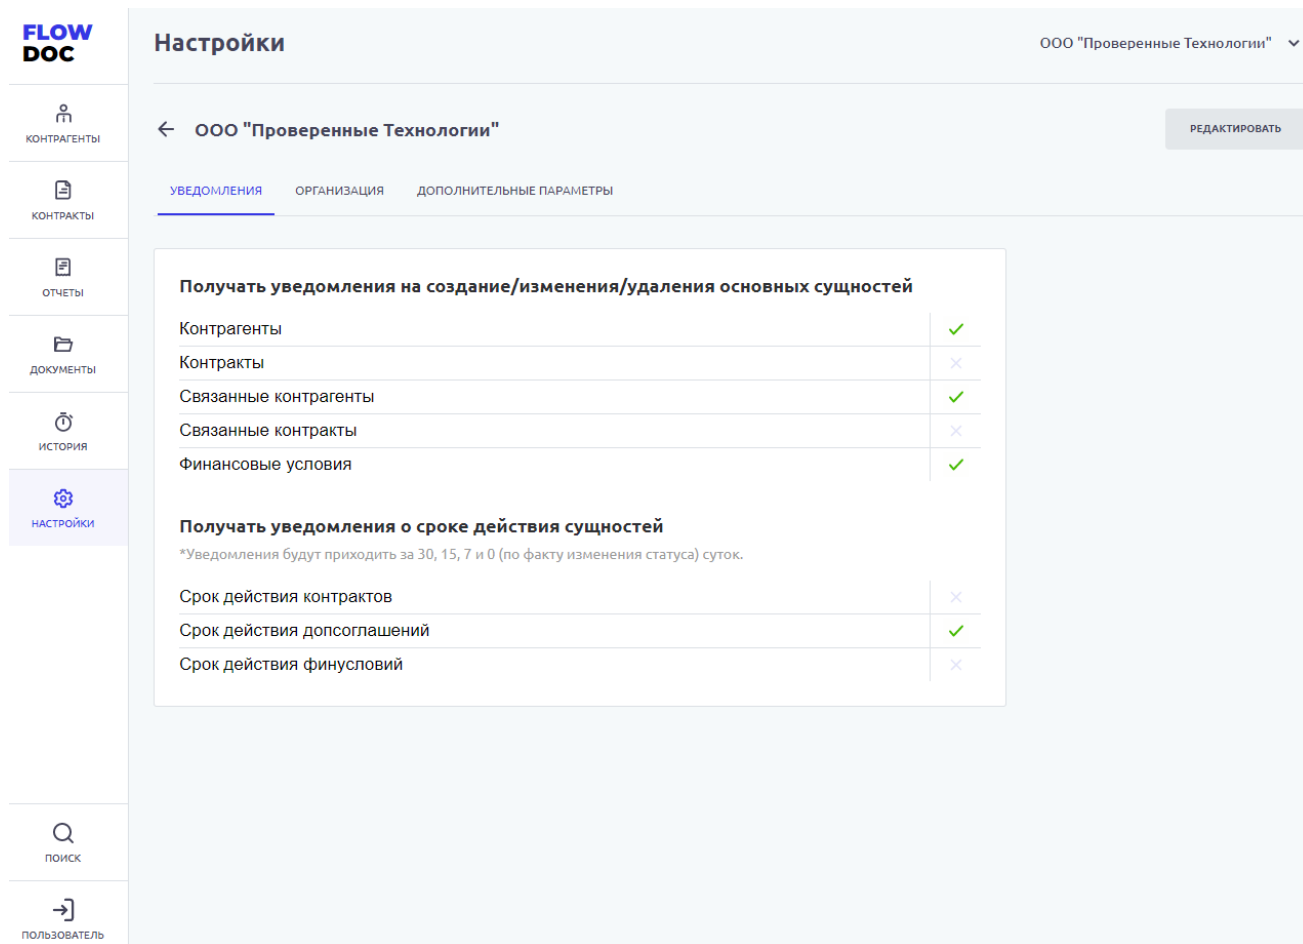 FLOW
DOC
Настройки
ООО "Проверенные Технологии"
КОНТРАГЕНТЫ
КОНТРАКТЫ
ОТЧЕТЫ
ДОКУМЕНТЫ
ИСТОРИЯ
НАСТРОЙКИ
ПОИСК
ПОЛЬЗОВАТЕЛЬ
ООО "Проверенные Технологии"
РЕДАКТИРОВАТЬ
УВЕДОМЛЕНИЯ ОРГАНИЗАЦИЯ ДОПОЛНИТЕЛЬНЫЕ ПАРАМЕТРЫ
Получать уведомления на создание/изменения/удаления основных сущностей
Контрагенты
Контракты
Связанные контрагенты
Связанные контракты
Финансовые условия
Получать уведомления о сроке действия сущностей
*Уведомления будут приходить за 30, 15, 7 и 0 (по факту изменения статуса) суток.
Срок действия контрактов
Срок действия допсоглашений
Срок действия финусловий